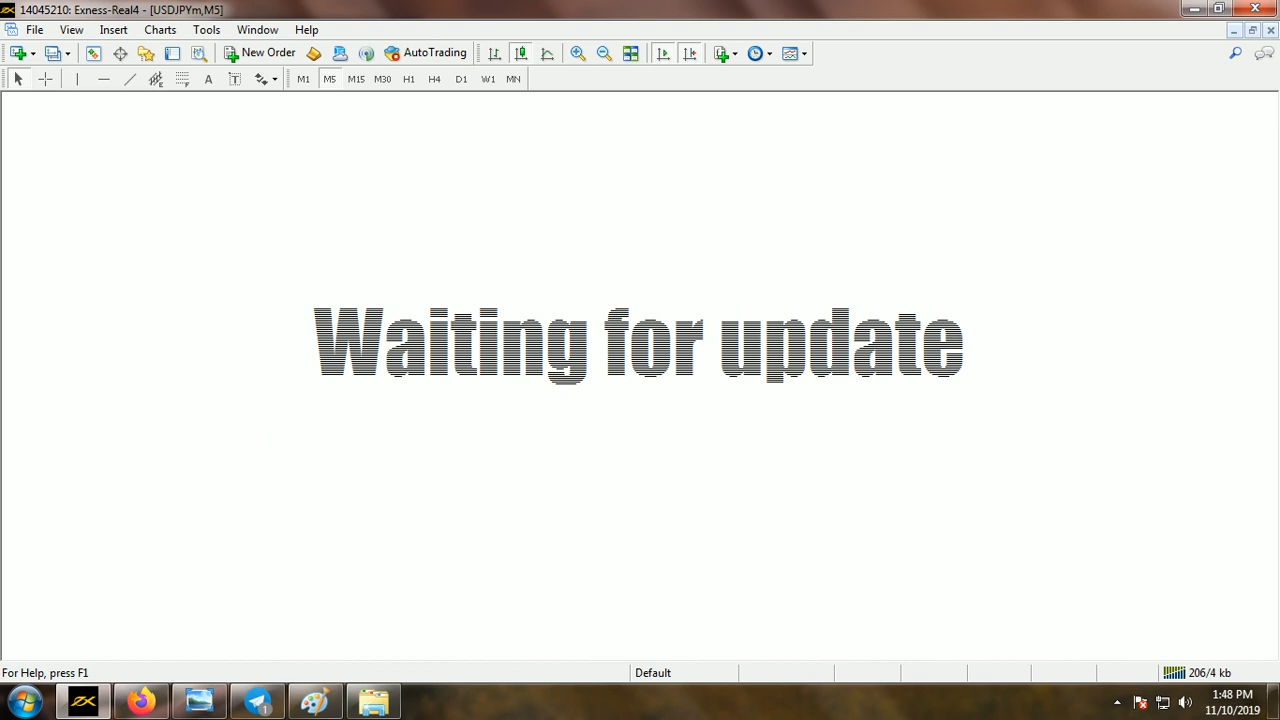 14045210: Exness-Real4 - [USDJPYm,M5]
File View Insert Charts Tools Window Help
New Order AutoTrading
A T M1 M5 M15 M30 H1 H4 D1 W1 MN
Waiting for update
For Help, press F1 Default 206/4 kb
1
1:48 PM
11/10/2019